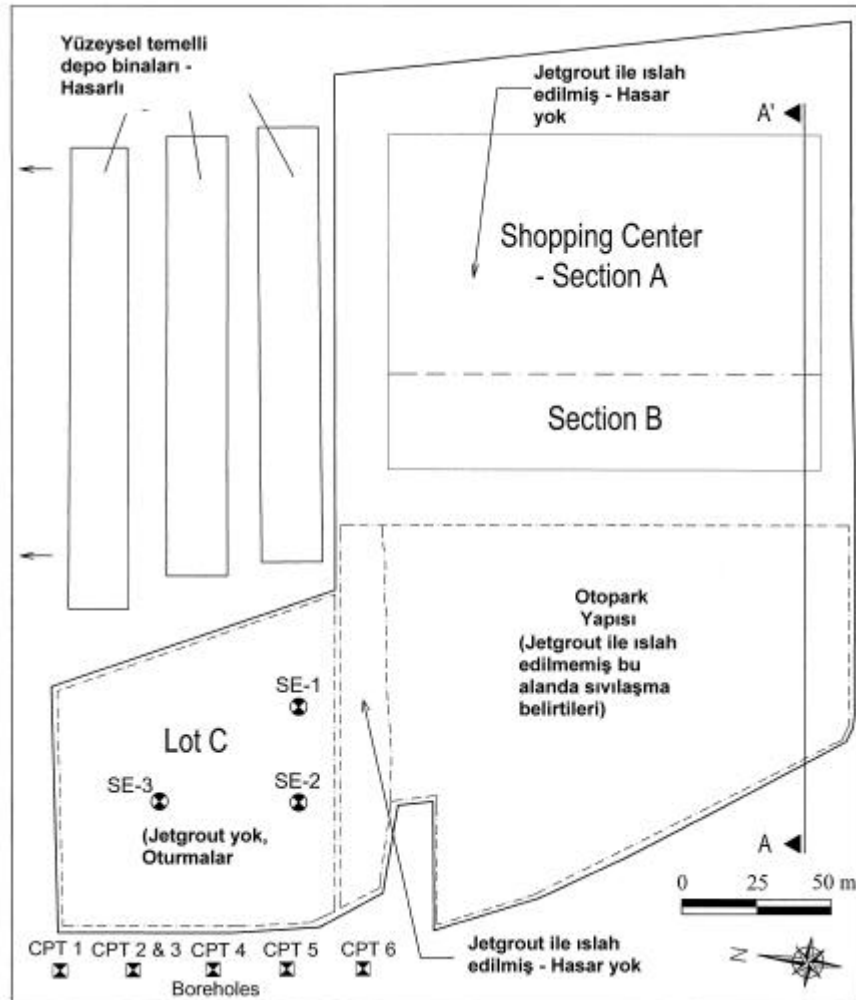 Yüzeysel temelli
depo binaları -
Hasarlı
Jetgrout ile ıslah
edilmiş - Hasar
yok
A'
Shopping Center
- Section A
Section B
Otopark
Yapısı
(Jetgrout ile ıslah
edilmemiş bu
alanda sıvılaşma
belirtileri)
SE-1
Lot C
SE-3
SE-2
(Jetgrout yok,
Oturmalar
A
0 25 50 m
CPT 1 CPT 2 & 3 CPT 4 CPT 5 CPT 6
Boreholes
Jetgrout ile ıslah
edilmiş - Hasar yok
N